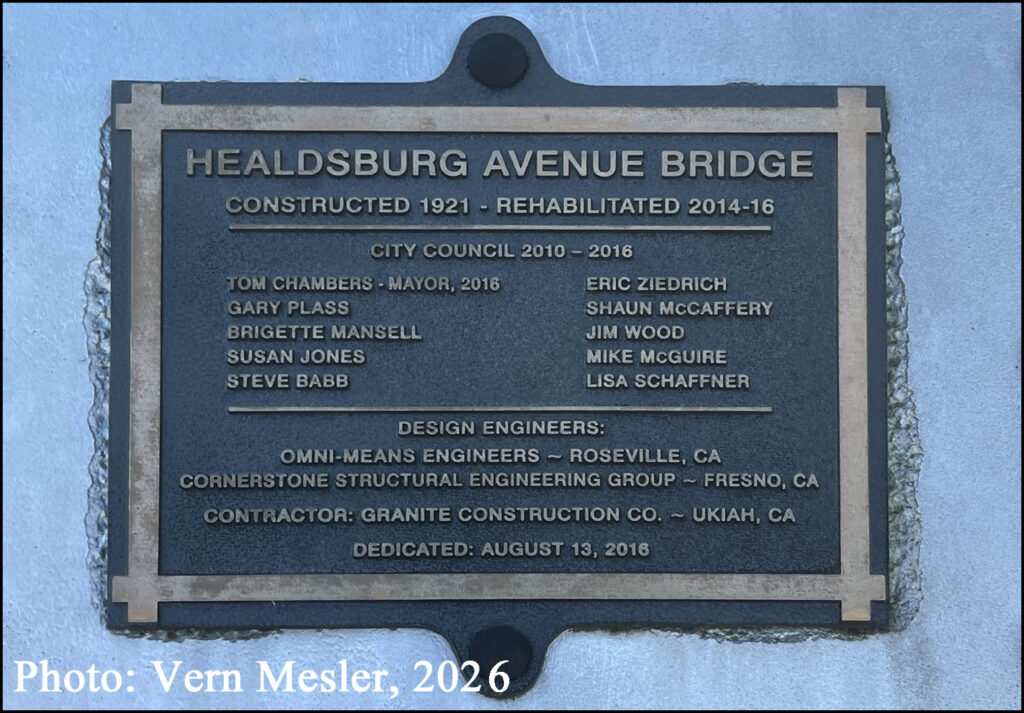 HEALDSBURG AVENUE BRIDGE
CONSTRUCTED 1921 - REHABILITATED 2014-16
CITY COUNCIL 2010 – 2016
TOM CHAMBERS - MAYOR, 2016 ERIC ZIEDRICH
GARY PLASS SHAUN McCAFFERY
BRIGETTE MANSELL JIM WOOD
SUSAN JONES MIKE McGUIRE
STEVE BABB LISA SCHAFFNER
DESIGN ENGINEERS:
OMNI-MEANS ENGINEERS ~ ROSEVILLE, CA
CORNERSTONE STRUCTURAL ENGINEERING GROUP ~ FRESNO, CA
CONTRACTOR: GRANITE CONSTRUCTION CO. ~ UKIAH, CA
DEDICATED: AUGUST 13, 2016
Photo: Vern Mesler, 2026